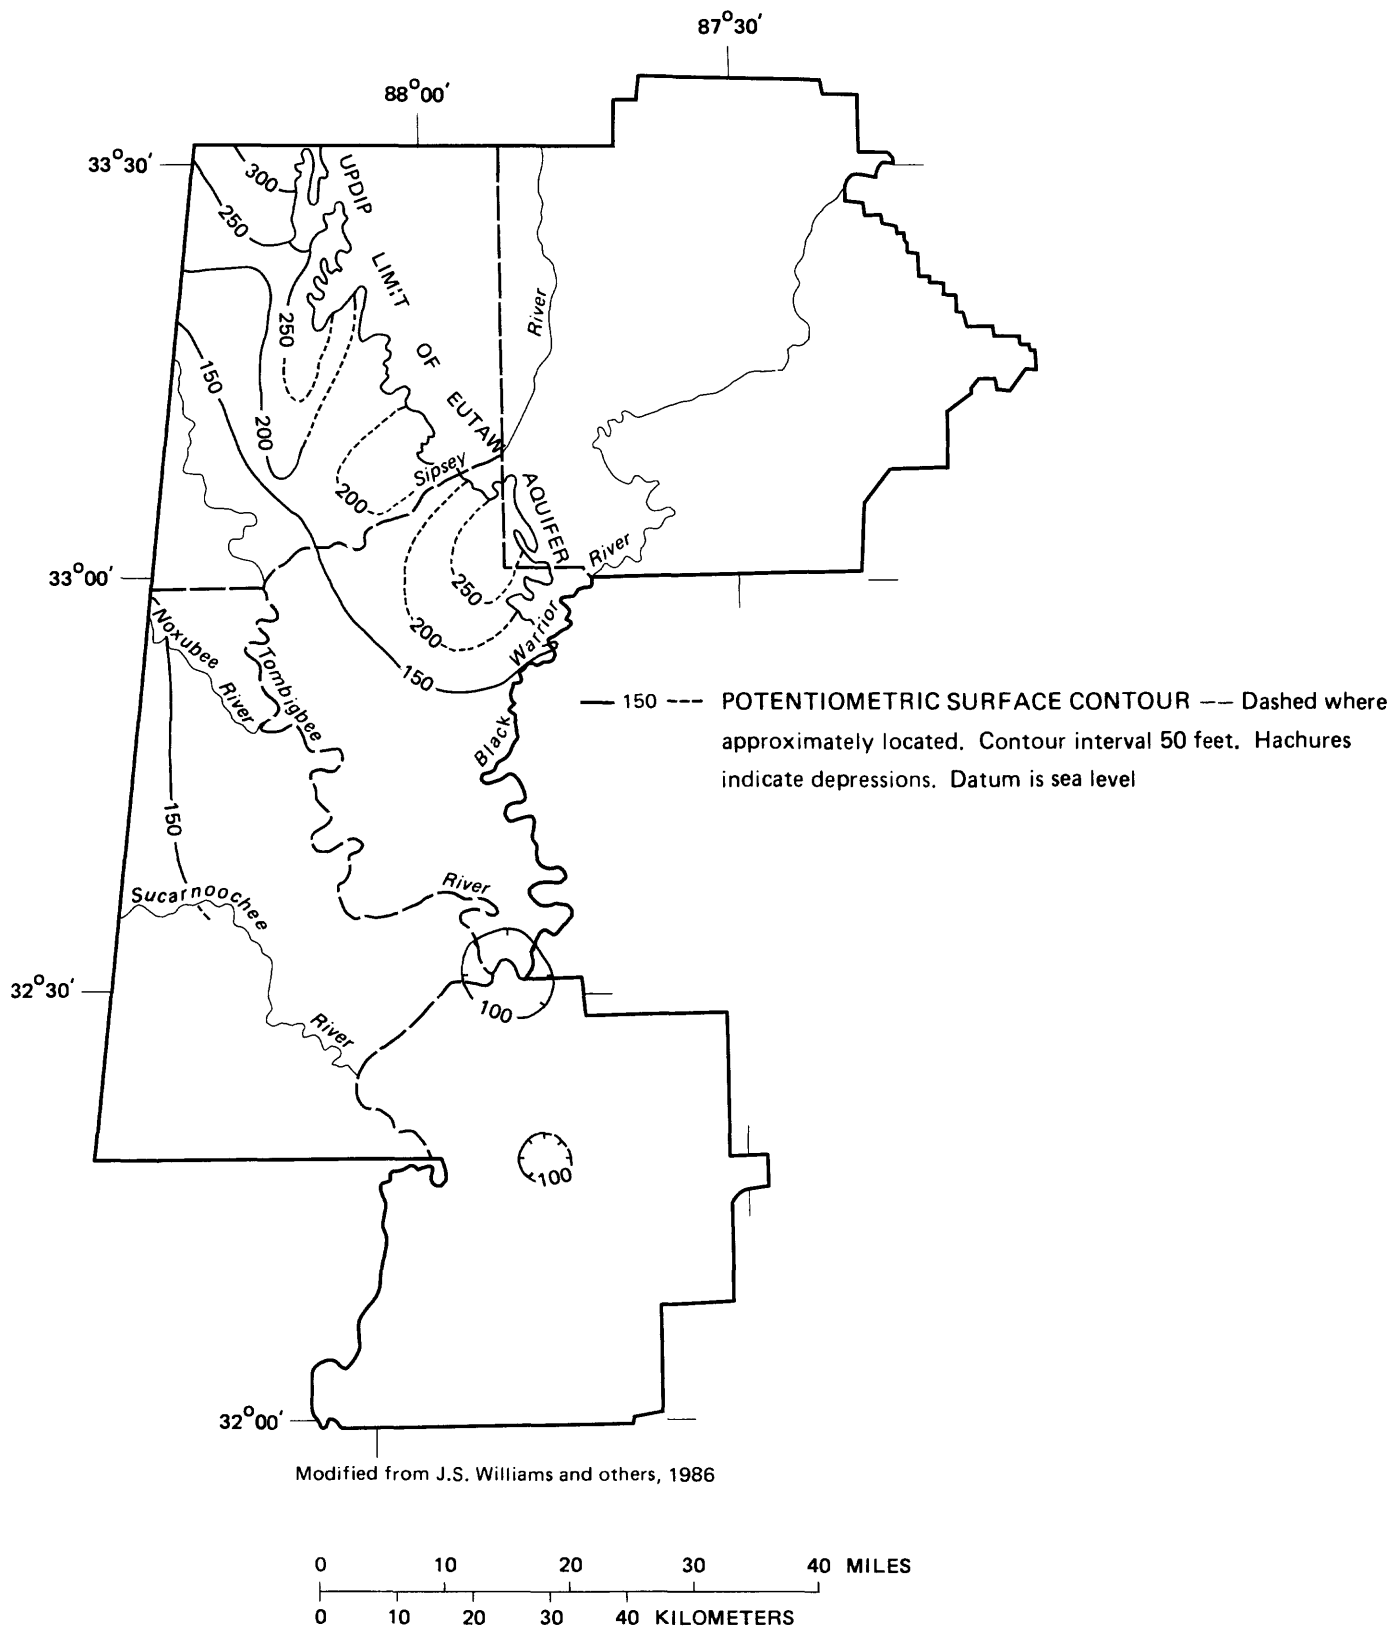 87°30′
88°00′
33°30′
300
UPDIP
250
LIMIT
River
250
OF
150
EUTAW
200
Sipsey
200
AQUIFER
River
33°00′
250
Noxubee
River
Tombigbee
200
Warrior
150
Black
150
POTENTIOMETRIC SURFACE CONTOUR — Dashed where
approximately located. Contour interval 50 feet. Hachures
indicate depressions. Datum is sea level
150
River
Sucarnoochee
32°30′
100
River
100
32°00′
Modified from J.S. Williams and others, 1986
0 10 20 30 40 MILES
0 10 20 30 40 KILOMETERS